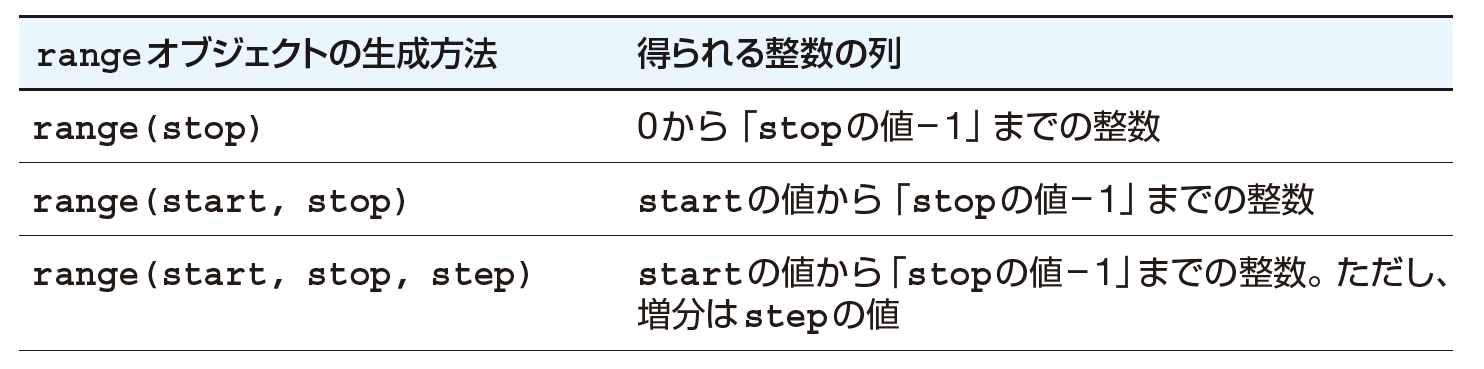 rangeオブジェクトの生成方法 得られる整数の列
range(stop) 0から「stopの値−1」までの整数
range(start, stop) startの値から「stopの値−1」までの整数
range(start, stop, step) startの値から「stopの値−1」までの整数。ただし、
増分はstepの値